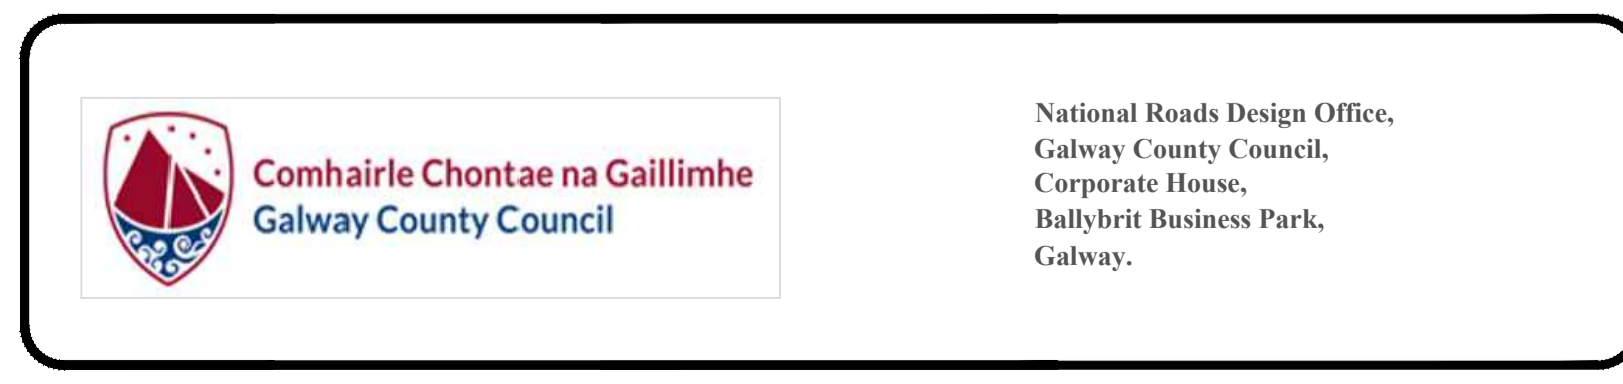 Comhairle Chontae na Gaillimhe
Galway County Council
National Roads Design Office,
Galway County Council,
Corporate House,
Ballybrit Business Park,
Galway.